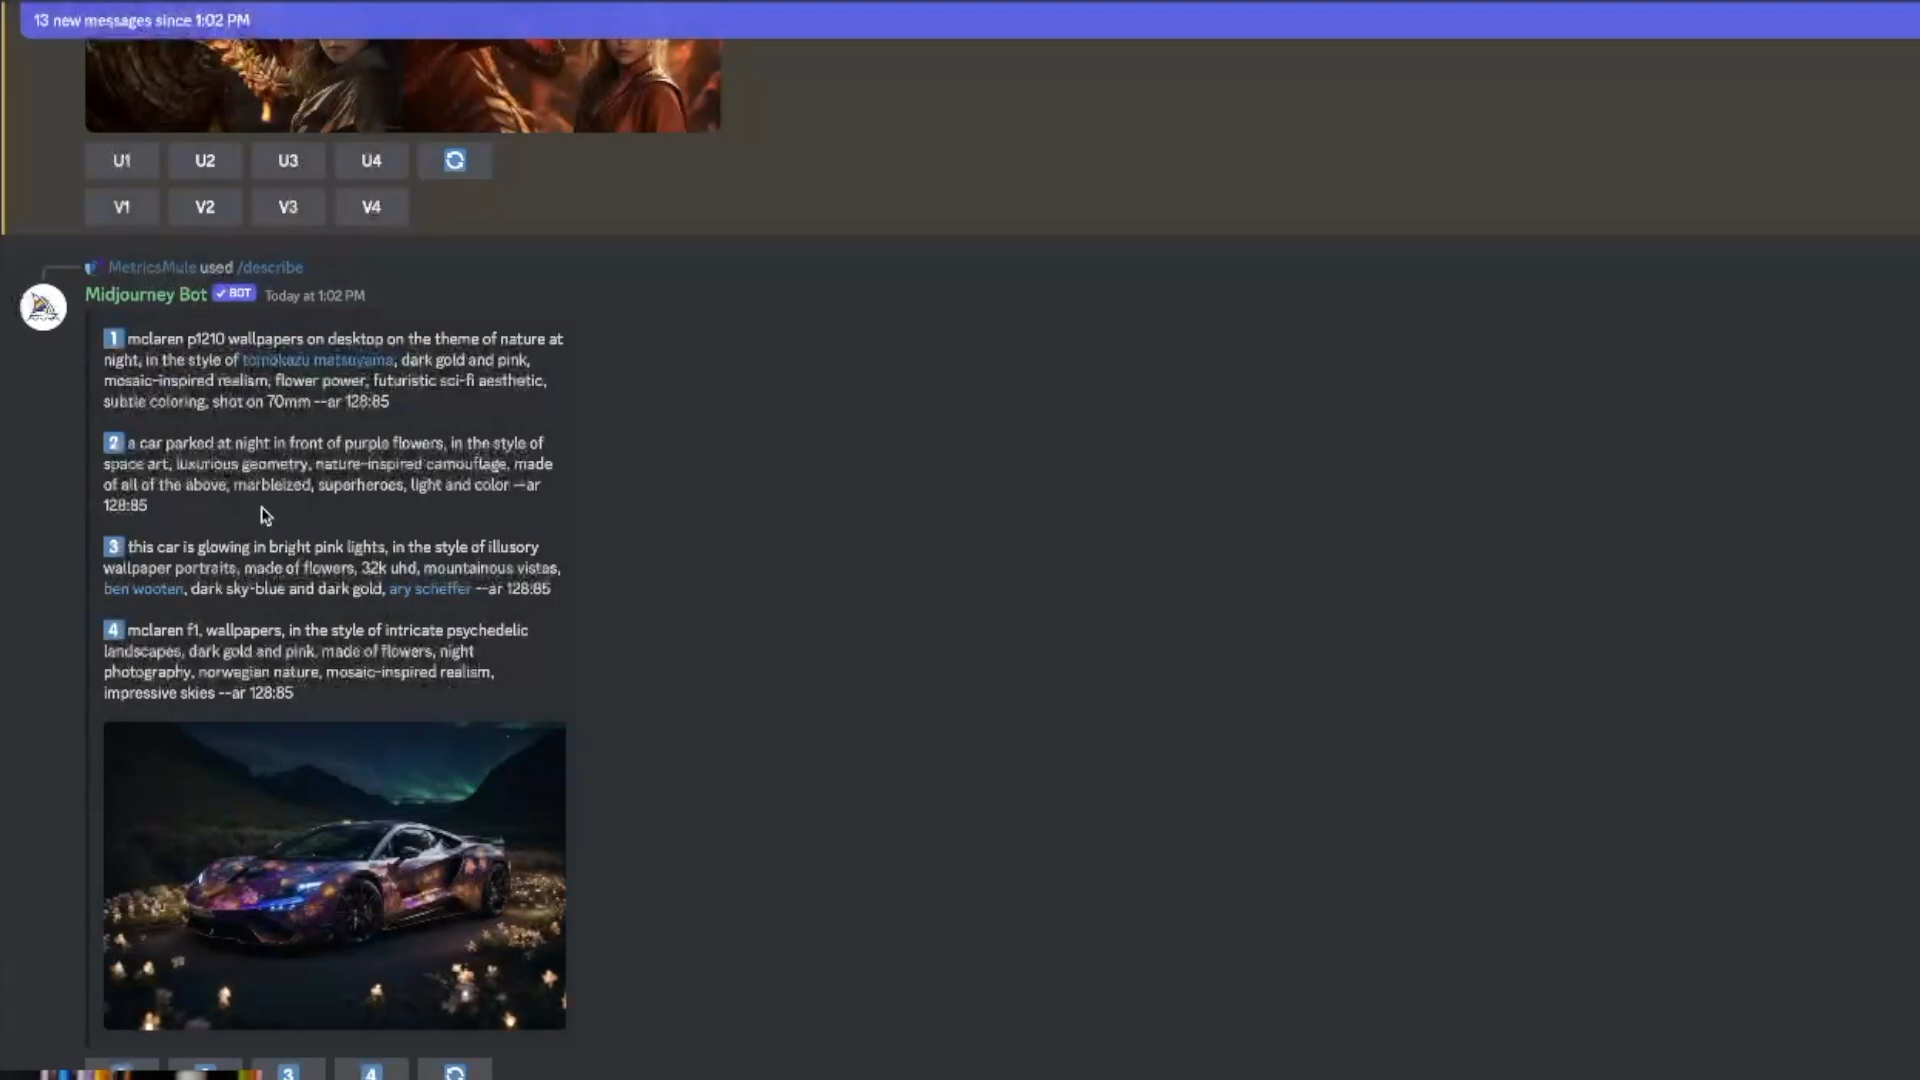 13 new messages since 1:02 PM
U1 U2 U3 U4
V1 V2 V3 V4
MetricsMule used /describe
Midjourney Bot ✓ BOT Today at 1:02 PM
1 mclaren p1210 wallpapers on desktop on the theme of nature at
night, in the style of tomokazu matsuyama, dark gold and pink,
mosaic-inspired realism, flower power, futuristic sci-fi aesthetic,
subtle coloring, shot on 70mm --ar 128:85
2 a car parked at night in front of purple flowers, in the style of
space art, luxurious geometry, nature-inspired camouflage, made
of all of the above, marbleized, superheroes, light and color --ar
128:85
3 this car is glowing in bright pink lights, in the style of illusory
wallpaper portraits, made of flowers, 32k uhd, mountainous vistas,
ben wooten, dark sky-blue and dark gold, ary scheffer --ar 128:85
4 mclaren f1, wallpapers, in the style of intricate psychedelic
landscapes, dark gold and pink, made of flowers, night
photography, norwegian nature, mosaic-inspired realism,
impressive skies --ar 128:85
3 4